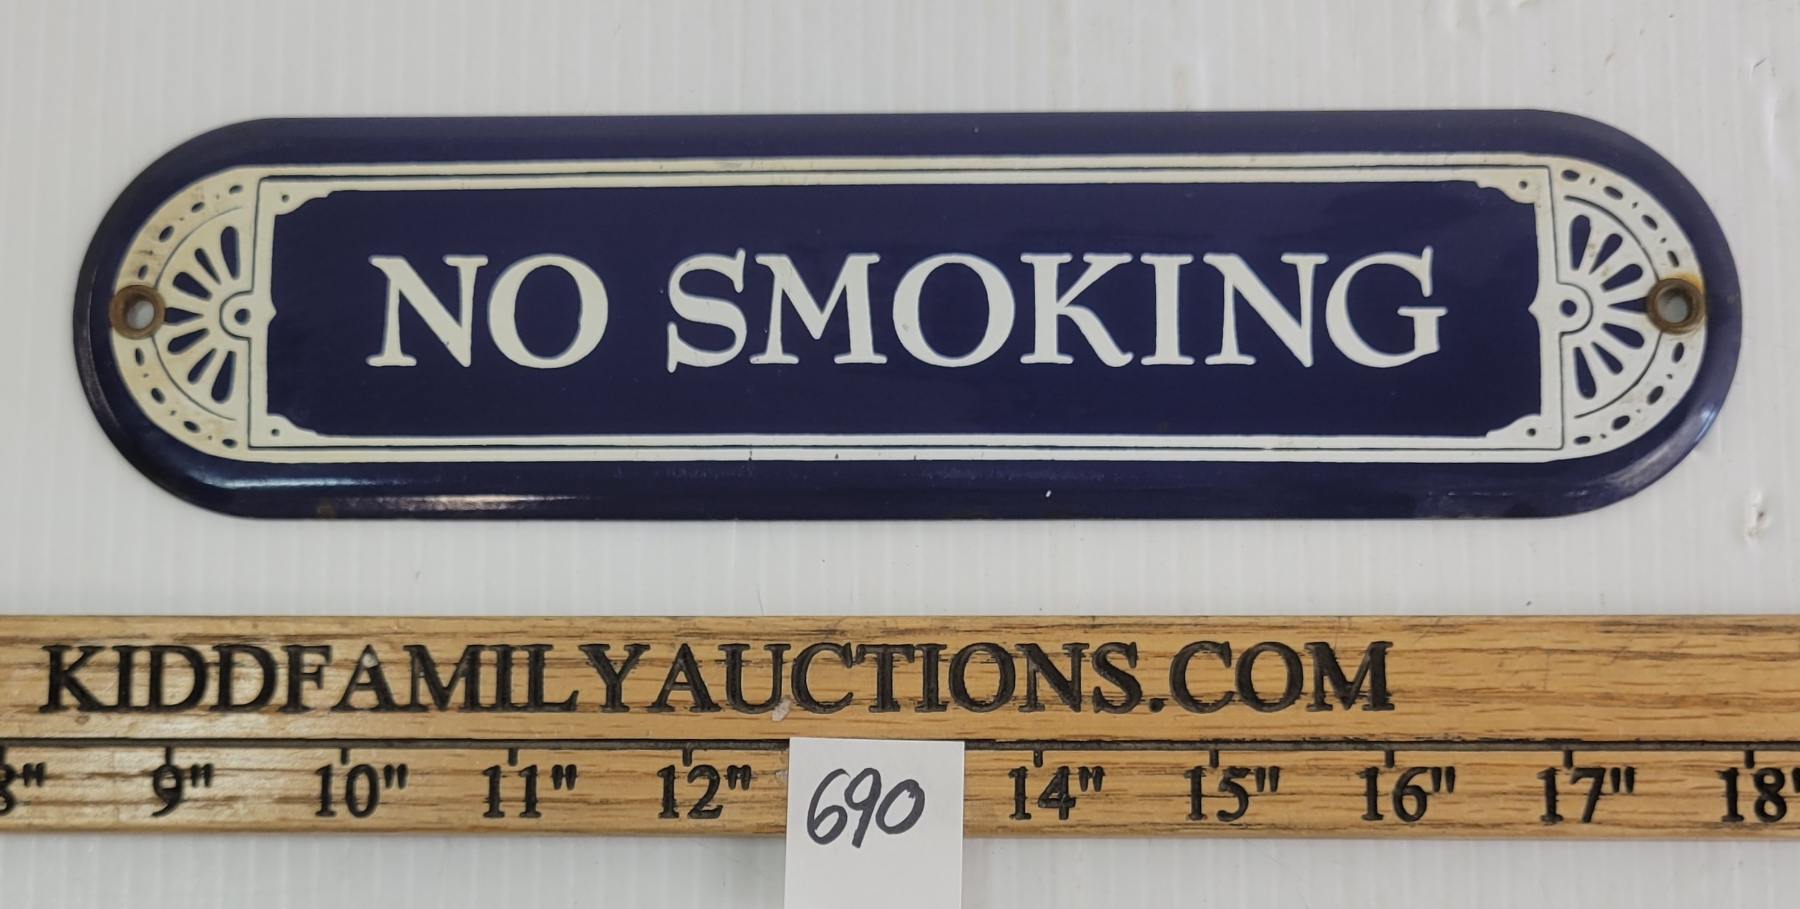 NO SMOKING
KIDDFAMILYAUCTIONS.COM
8" 9" 10" 11" 12" 14" 15" 16" 17" 18"
690